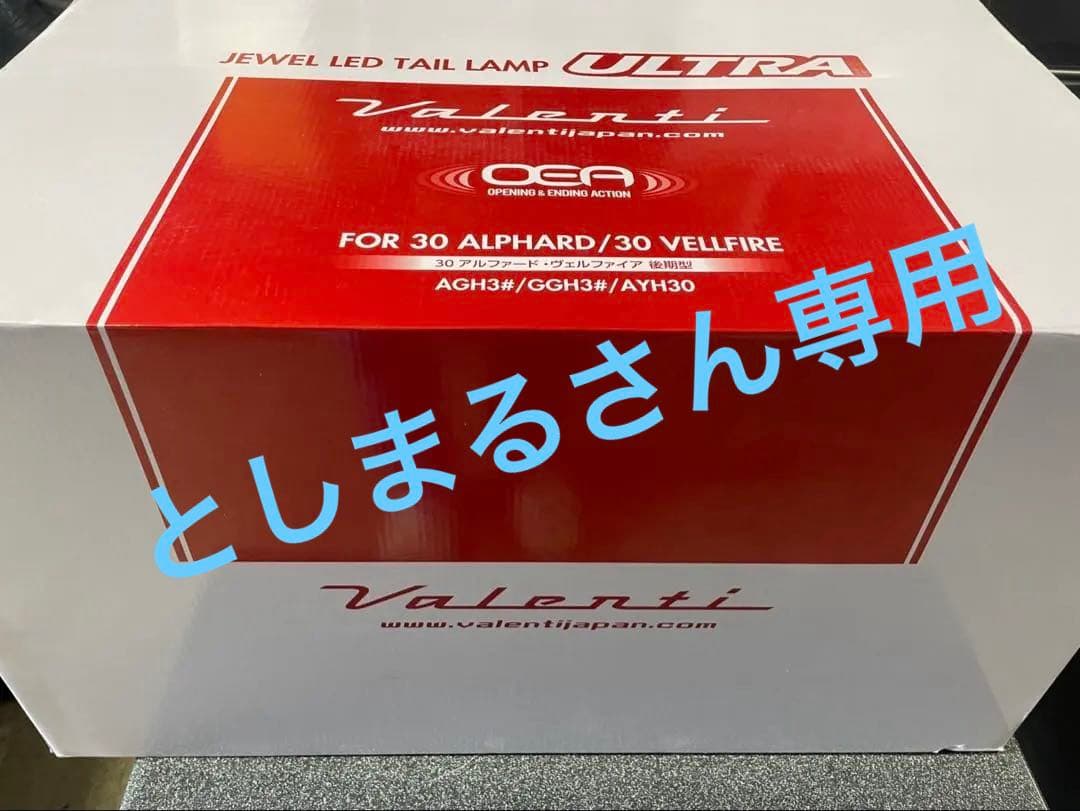 JEWEL LED TAIL LAMP ULTRA
Valenti
www.valentijapan.com
OEA
OPENING & ENDING ACTION
FOR 30 ALPHARD/30 VELLFIRE
30 アルファード・ヴェルファイア 後期型
AGH3#/GGH3#/AYH30
としまるさん専用
Valenti
www.valentijapan.com